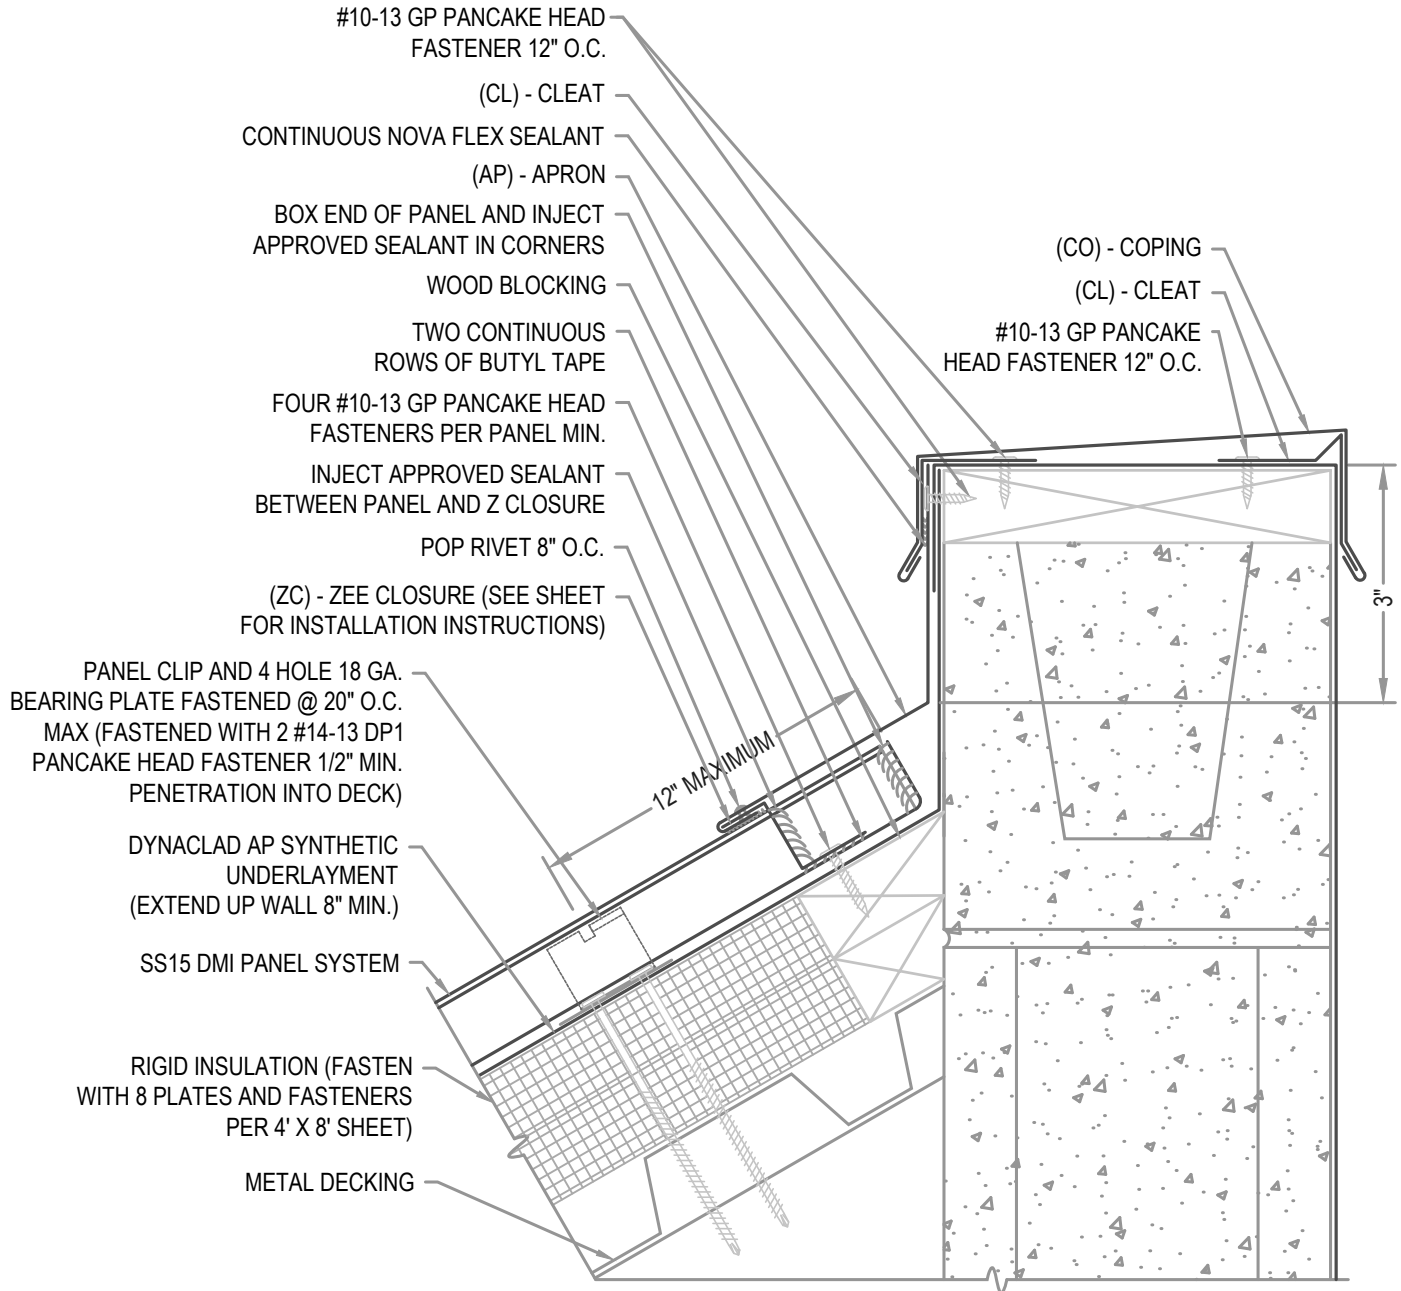 #10-13 GP PANCAKE HEAD
FASTENER 12" O.C.
(CL) - CLEAT
CONTINUOUS NOVA FLEX SEALANT
(AP) - APRON
BOX END OF PANEL AND INJECT
APPROVED SEALANT IN CORNERS
WOOD BLOCKING
TWO CONTINUOUS
ROWS OF BUTYL TAPE
FOUR #10-13 GP PANCAKE HEAD
FASTENERS PER PANEL MIN.
INJECT APPROVED SEALANT
BETWEEN PANEL AND Z CLOSURE
POP RIVET 8" O.C.
(ZC) - ZEE CLOSURE (SEE SHEET
FOR INSTALLATION INSTRUCTIONS)
PANEL CLIP AND 4 HOLE 18 GA.
BEARING PLATE FASTENED @ 20" O.C.
MAX (FASTENED WITH 2 #14-13 DP1
PANCAKE HEAD FASTENER 1/2" MIN.
PENETRATION INTO DECK)
DYNACLAD AP SYNTHETIC
UNDERLAYMENT
(EXTEND UP WALL 8" MIN.)
SS15 DMI PANEL SYSTEM
RIGID INSULATION (FASTEN
WITH 8 PLATES AND FASTENERS
PER 4' X 8' SHEET)
METAL DECKING
(CO) - COPING
(CL) - CLEAT
#10-13 GP PANCAKE
HEAD FASTENER 12" O.C.
3"
12" MAXIMUM